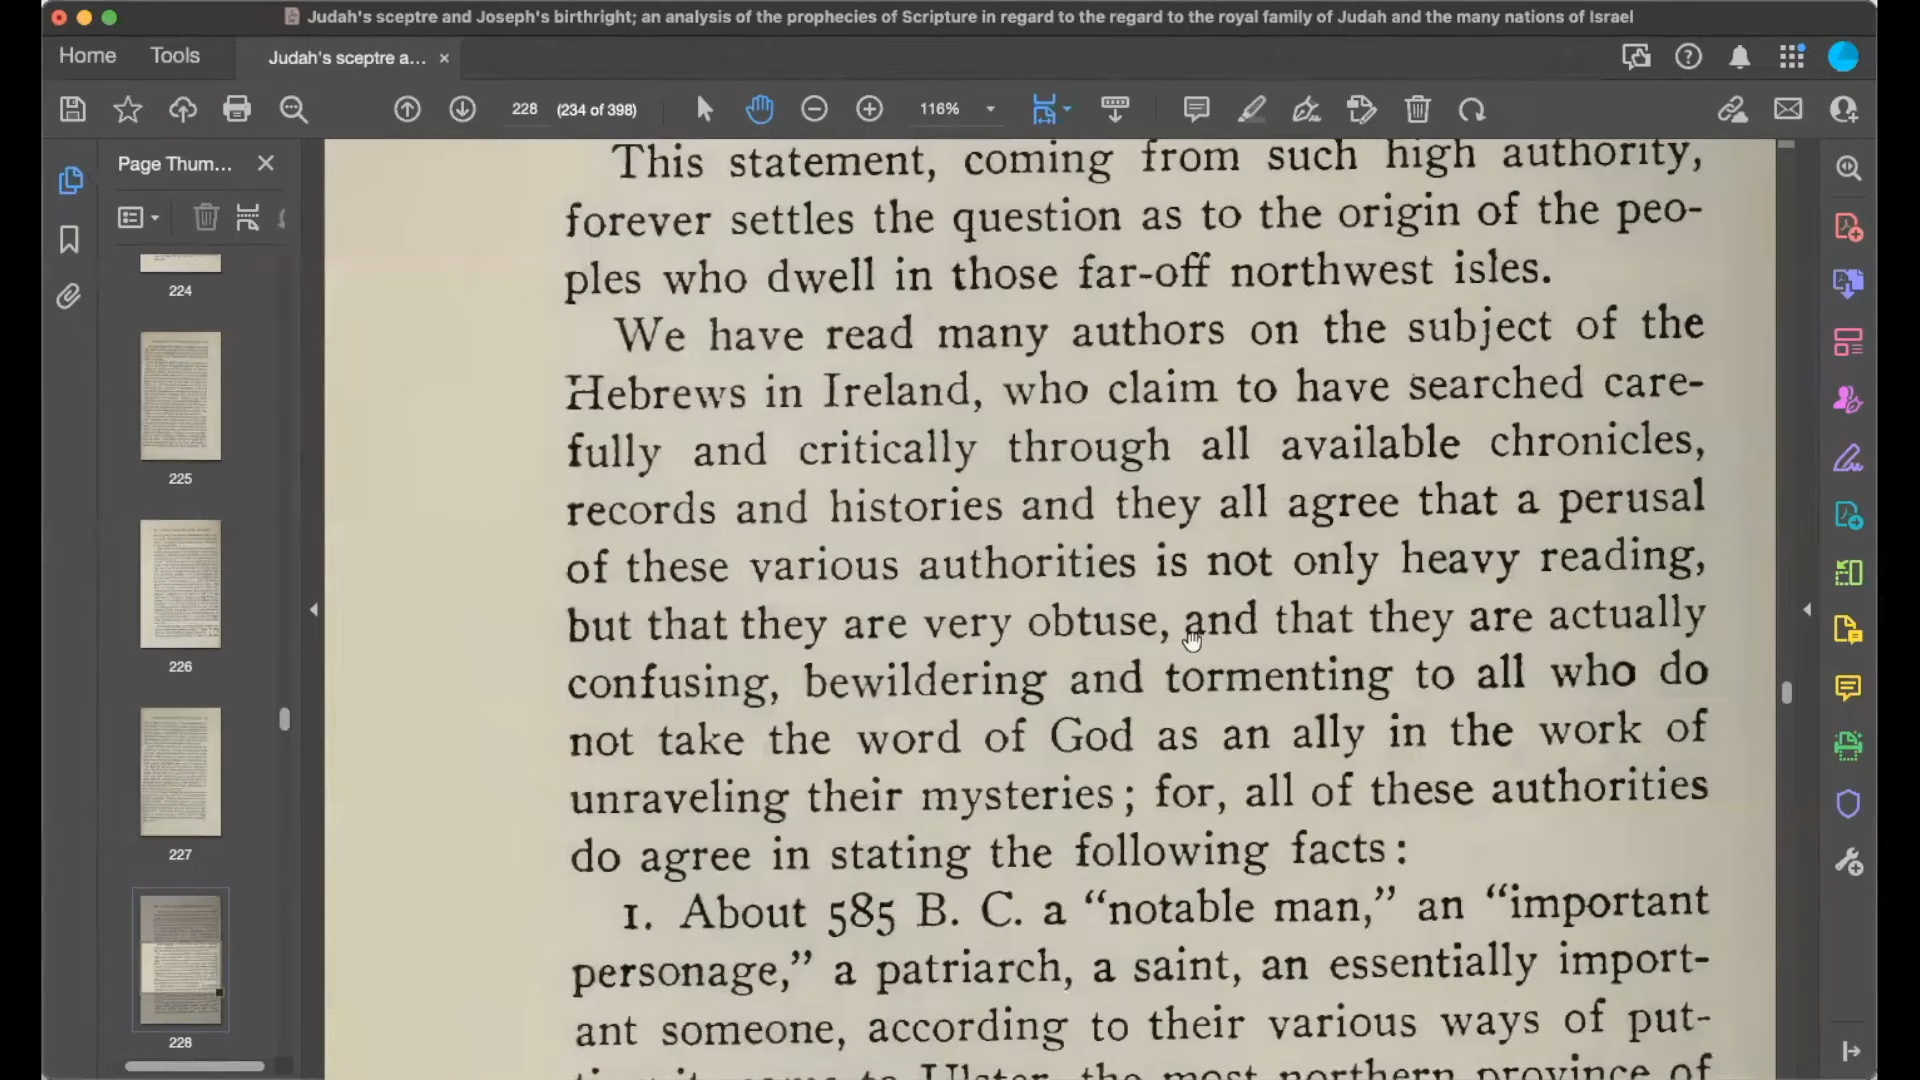 Judah's sceptre and Joseph's birthright; an analysis of the prophecies of Scripture in regard to the regard to the royal family of Judah and the many nations of Israel
Home Tools Judah's sceptre a... ×
228 (234 of 398) 116%
Page Thum...
224
225
226
227
228
This statement, coming from such high authority,
forever settles the question as to the origin of the peo-
ples who dwell in those far-off northwest isles.
We have read many authors on the subject of the
Hebrews in Ireland, who claim to have searched care-
fully and critically through all available chronicles,
records and histories and they all agree that a perusal
of these various authorities is not only heavy reading,
but that they are very obtuse, and that they are actually
confusing, bewildering and tormenting to all who do
not take the word of God as an ally in the work of
unraveling their mysteries; for, all of these authorities
do agree in stating the following facts:
1. About 585 B. C. a "notable man," an "important
personage," a patriarch, a saint, an essentially import-
ant someone, according to their various ways of put-
Ulster, the most northern province of